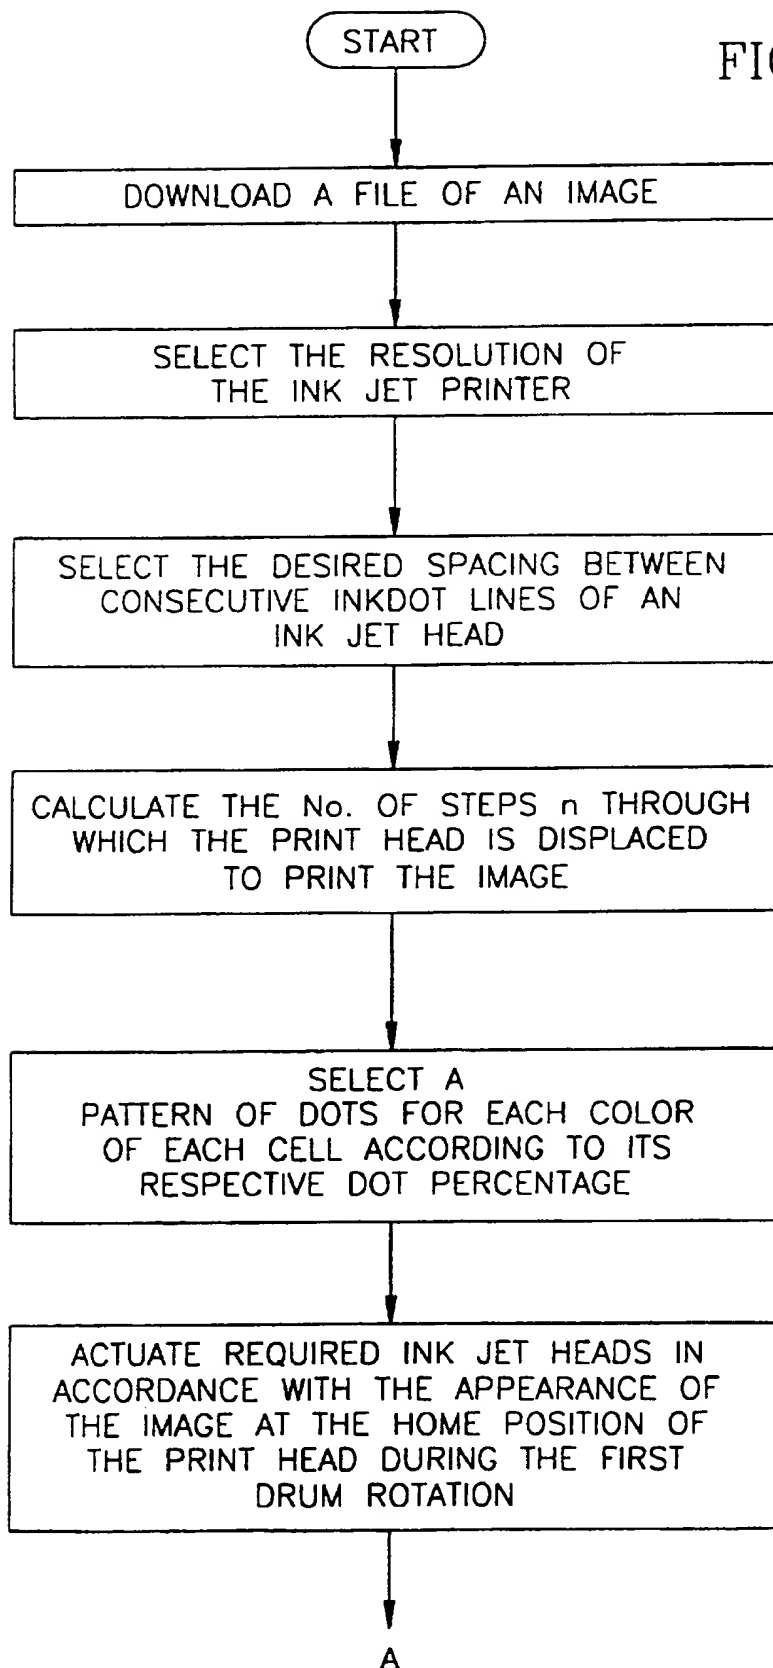 START
FIG
DOWNLOAD A FILE OF AN IMAGE
SELECT THE RESOLUTION OF
THE INK JET PRINTER
SELECT THE DESIRED SPACING BETWEEN
CONSECUTIVE INKDOT LINES OF AN
INK JET HEAD
CALCULATE THE No. OF STEPS n THROUGH
WHICH THE PRINT HEAD IS DISPLACED
TO PRINT THE IMAGE
SELECT A
PATTERN OF DOTS FOR EACH COLOR
OF EACH CELL ACCORDING TO ITS
RESPECTIVE DOT PERCENTAGE
ACTUATE REQUIRED INK JET HEADS IN
ACCORDANCE WITH THE APPEARANCE OF
THE IMAGE AT THE HOME POSITION OF
THE PRINT HEAD DURING THE FIRST
DRUM ROTATION
A